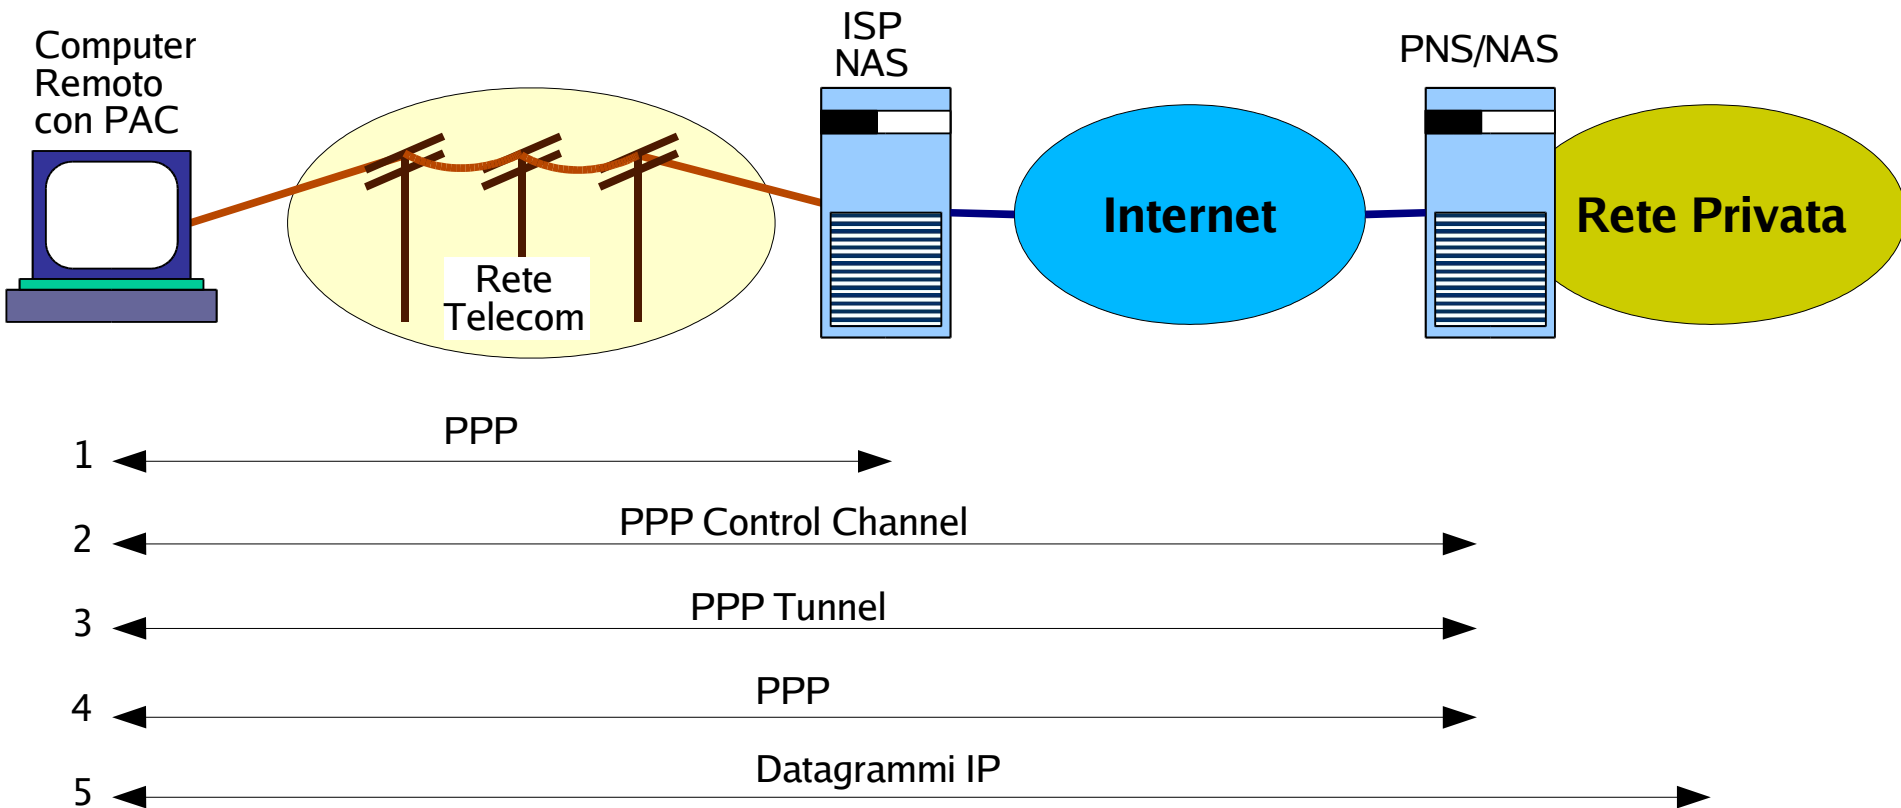 Computer
Remoto
con PAC
ISP
NAS
PNS/NAS
Rete
Telecom
Internet
Rete Privata
PPP
1
PPP Control Channel
2
PPP Tunnel
3
PPP
4
Datagrammi IP
5